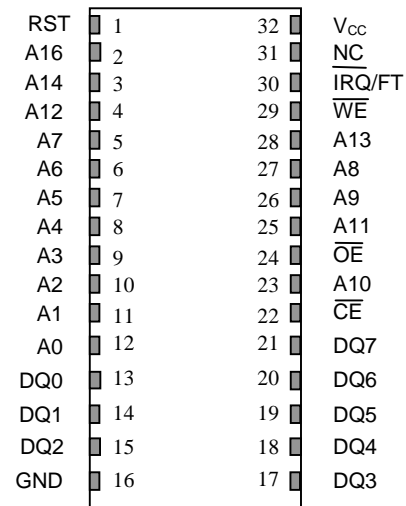 RST 1 32 VCC
A16 2 31 NC
A14 3 30 IRQ/FT
A12 4 29 WE
A7 5 28 A13
A6 6 27 A8
A5 7 26 A9
A4 8 25 A11
A3 9 24 OE
A2 10 23 A10
A1 11 22 CE
A0 12 21 DQ7
DQ0 13 20 DQ6
DQ1 14 19 DQ5
DQ2 15 18 DQ4
GND 16 17 DQ3